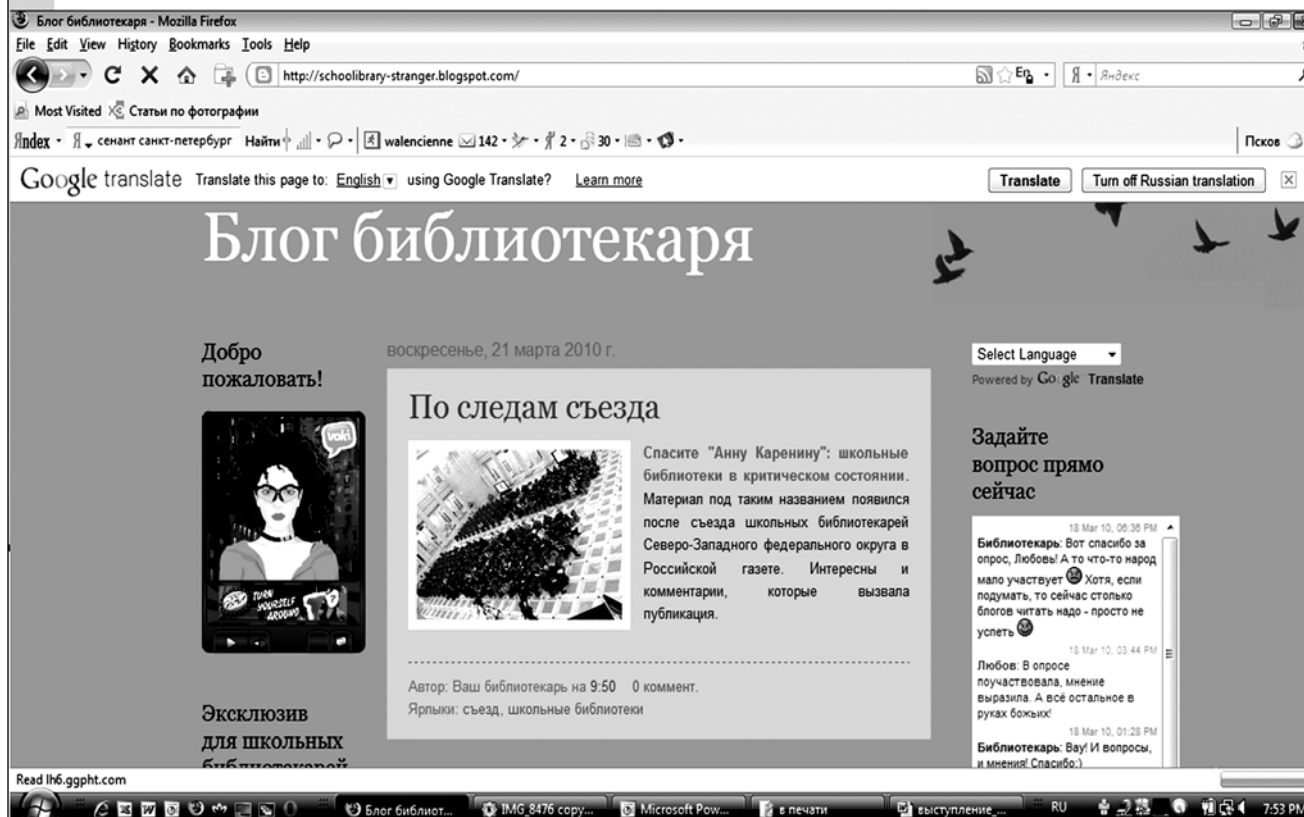 Блог библиотекаря - Mozilla Firefox
File Edit View History Bookmarks Tools Help
http://schoolibrary-stranger.blogspot.com/
Яндекс
Most Visited Статьи по фотографии
Яndex сенант санкт-петербург Найти walencienne 142 2 30 Псков
Google translate Translate this page to: English using Google Translate? Learn more Translate Turn off Russian translation
Блог библиотекаря
Добро
пожаловать!
voki
TURN
YOURSELF
AROUND
Эксклюзив
для школьных
библиотекарей
воскресенье, 21 марта 2010 г.
По следам съезда
Спасите "Анну Каренину": школьные
библиотеки в критическом состоянии.
Материал под таким названием появился
после съезда школьных библиотекарей
Северо-Западного федерального округа в
Российской газете. Интересны и
комментарии, которые вызвала
публикация.
Автор: Ваш библиотекарь на 9:50 0 коммент.
Ярлыки: съезд, школьные библиотеки
Select Language
Powered by Google Translate
Задайте
вопрос прямо
сейчас
18 Mar 10, 06:36 PM
Библиотекарь: Вот спасибо за
опрос, Любовь! А то что-то народ
мало участвует Хотя, если
подумать, то сейчас столько
блогов читать надо - просто не
успеть
18 Mar 10, 03:44 PM
Любов: В опросе
поучаствовала, мнение
выразила. А всё остальное в
руках божьих!
18 Mar 10, 01:28 PM
Библиотекарь: Вау! И вопросы,
и мнения! Спасибо:)
Read lh6.ggpht.com
Блог библиот... IMG_8476 copy... Microsoft Pow... в печати выступление_... RU 7:53 PM